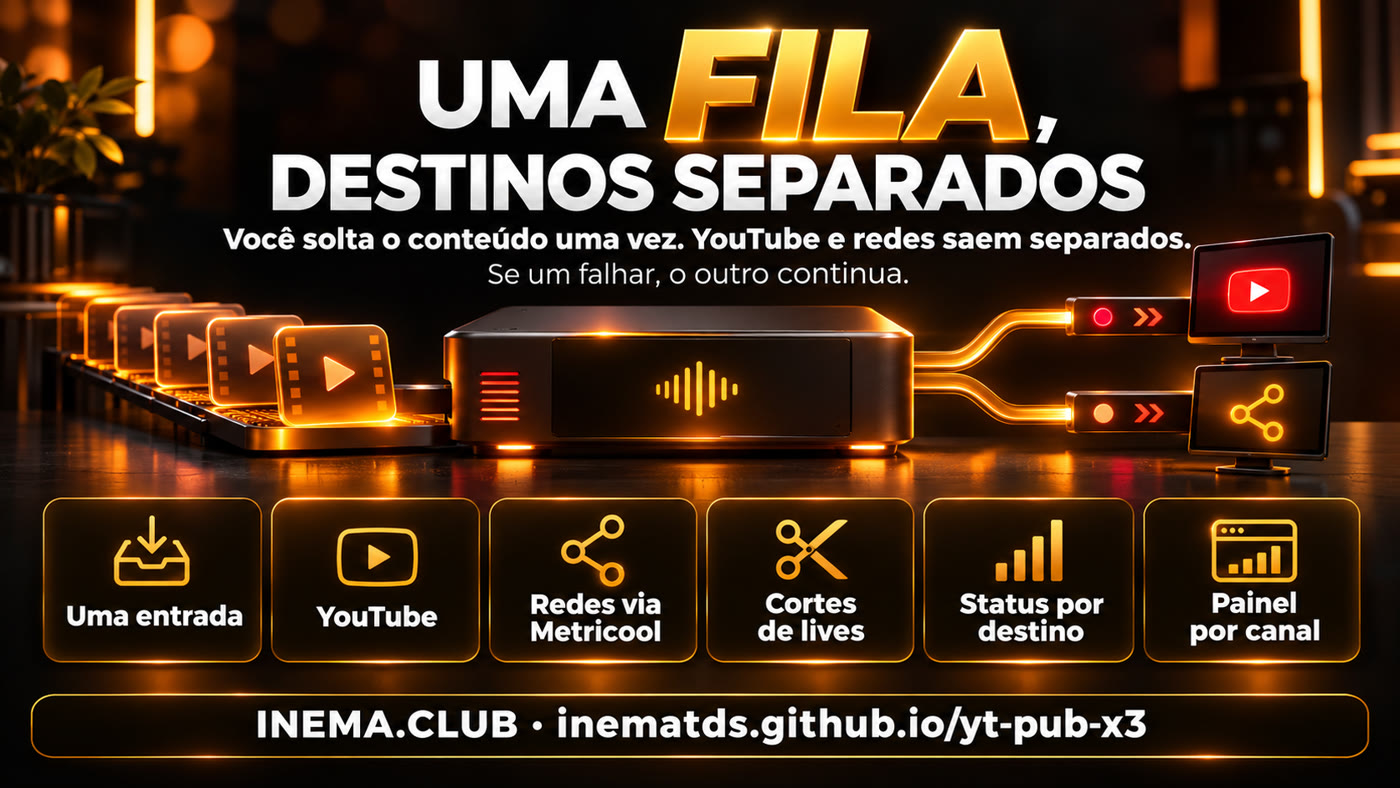 UMA FILA,
DESTINOS SEPARADOS
Você solta o conteúdo uma vez. YouTube e redes saem separados.
Se um falhar, o outro continua.
Uma entrada
YouTube
Redes via
Metricool
Cortes
de lives
Status por
destino
Painel
por canal
INEMA.CLUB • inematds.github.io/yt-pub-x3